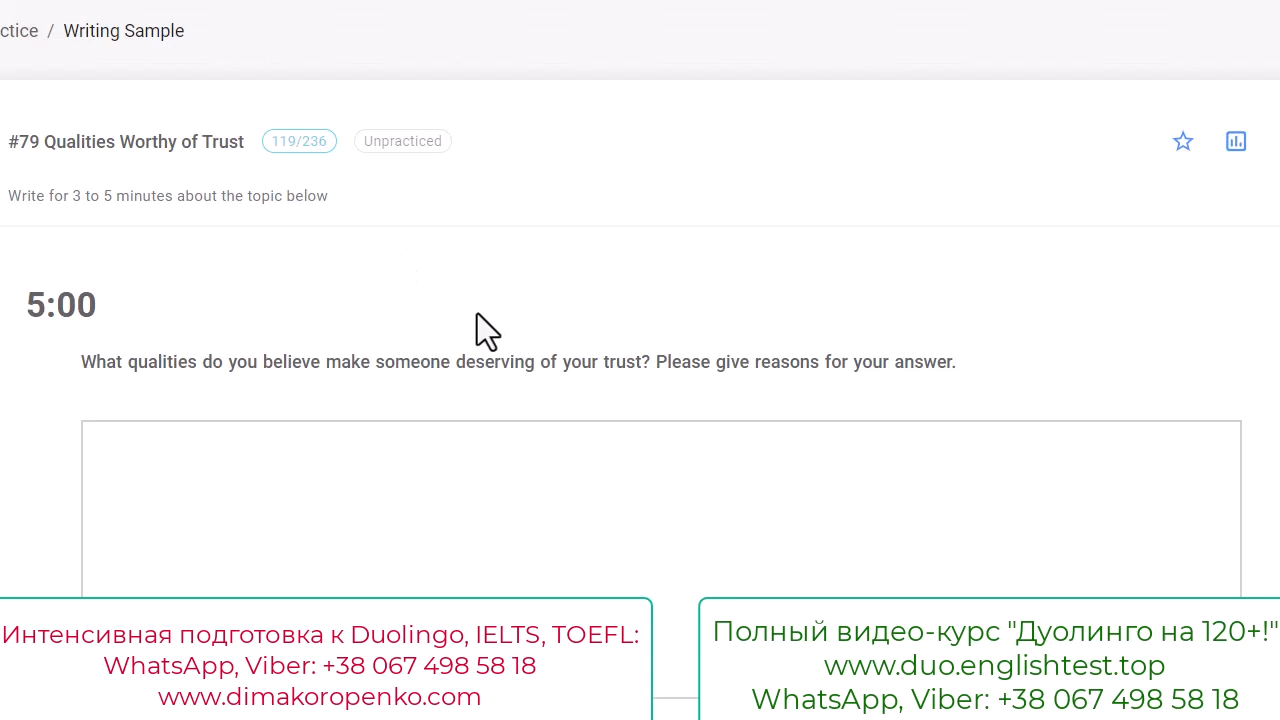 ctice / Writing Sample
#79 Qualities Worthy of Trust 119/236 Unpracticed
Write for 3 to 5 minutes about the topic below
5:00
What qualities do you believe make someone deserving of your trust? Please give reasons for your answer.
Интенсивная подготовка к Duolingo, IELTS, TOEFL:
WhatsApp, Viber: +38 067 498 58 18
www.dimakoropenko.com
Полный видео-курс "Дуолинго на 120+!"
www.duo.englishtest.top
WhatsApp, Viber: +38 067 498 58 18